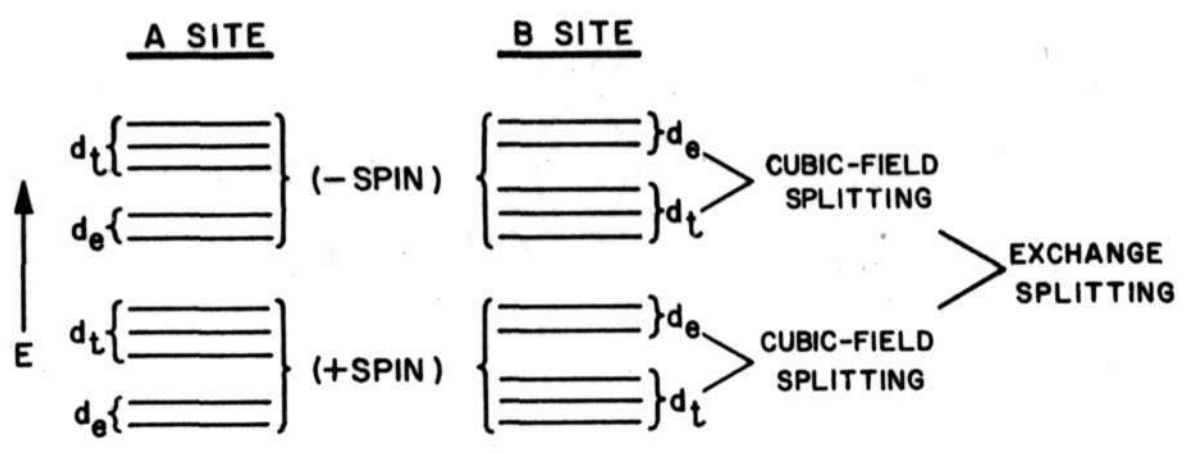 A SITE
B SITE
d_t
(– SPIN)
d_e
CUBIC-FIELD
SPLITTING
d_e
d_t
EXCHANGE
SPLITTING
E
d_t
(+SPIN)
d_e
CUBIC-FIELD
SPLITTING
d_e
d_t